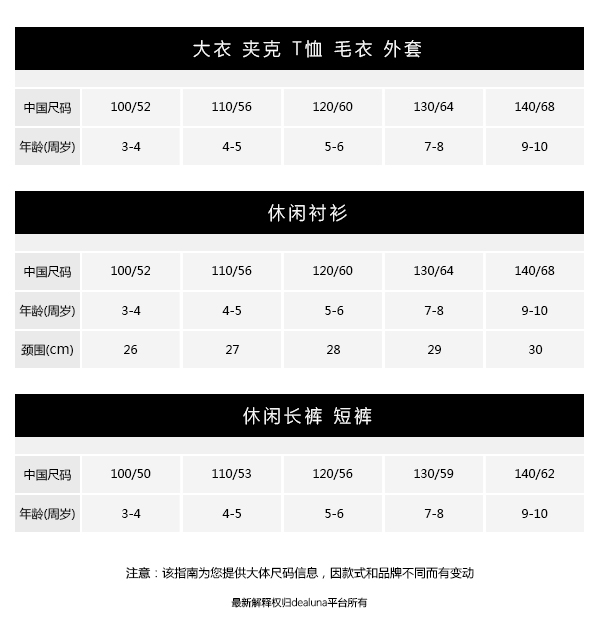 大衣 夹克 T恤 毛衣 外套
中国尺码 100/52 110/56 120/60 130/64 140/68
年龄(周岁) 3-4 4-5 5-6 7-8 9-10
休闲衬衫
中国尺码 100/52 110/56 120/60 130/64 140/68
年龄(周岁) 3-4 4-5 5-6 7-8 9-10
颈围(cm) 26 27 28 29 30
休闲长裤 短裤
中国尺码 100/50 110/53 120/56 130/59 140/62
年龄(周岁) 3-4 4-5 5-6 7-8 9-10
注意：该指南为您提供大体尺码信息，因款式和品牌不同而有变动
最新解释权归dealuna平台所有